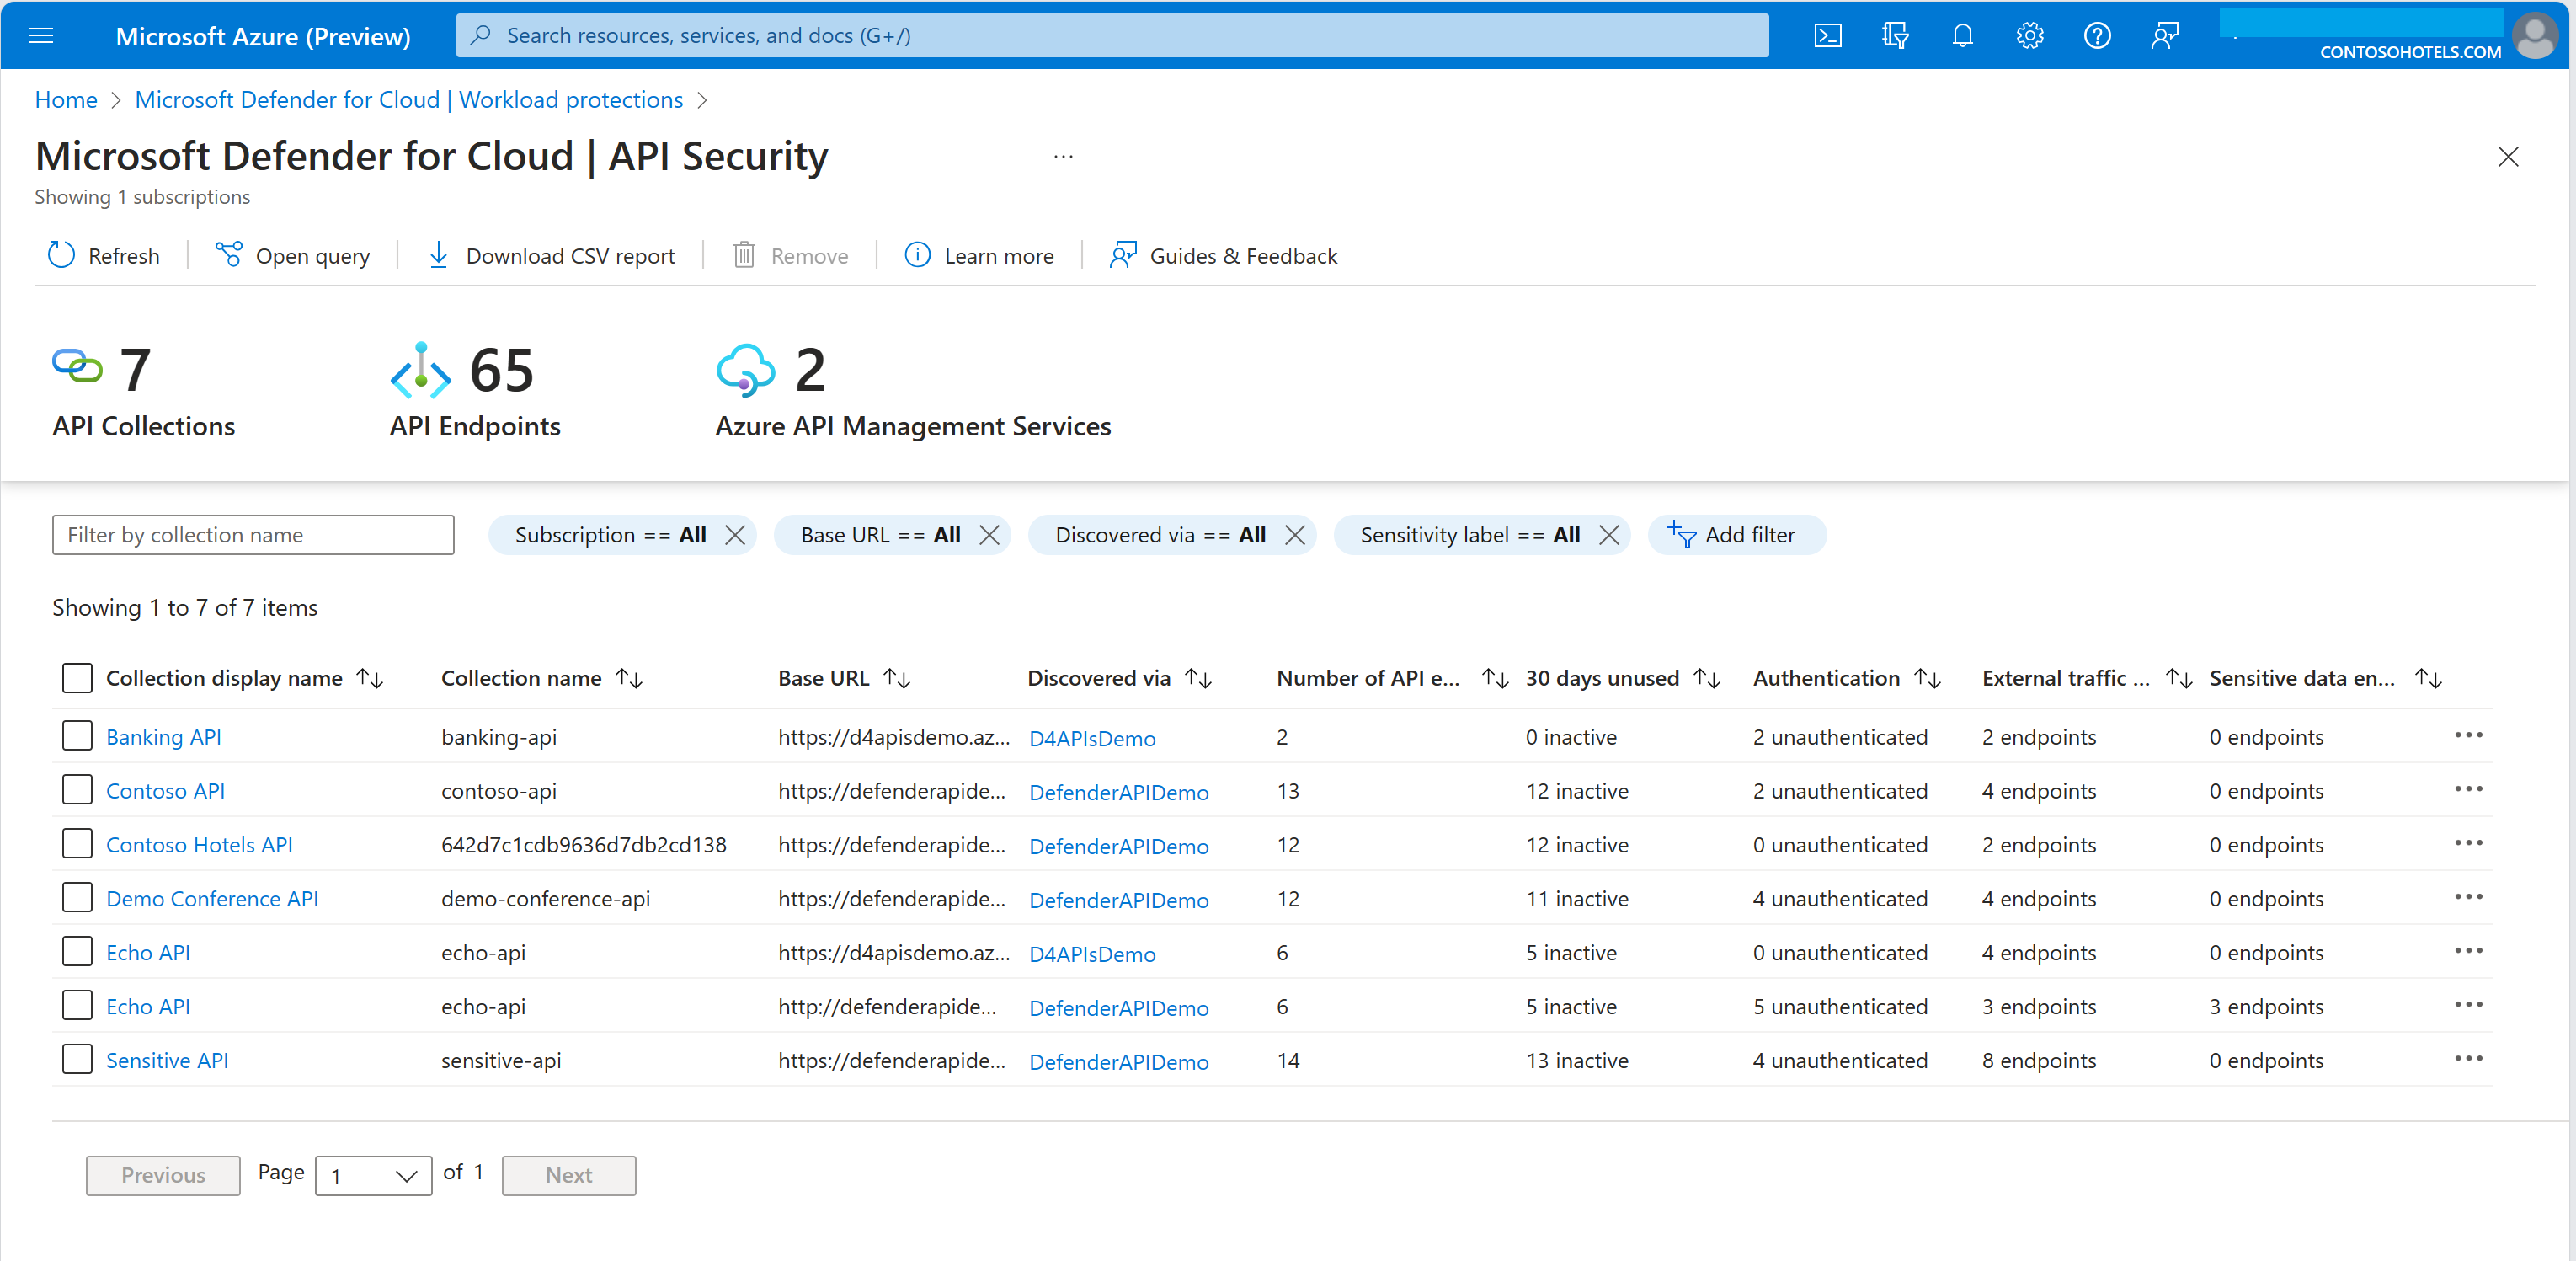 Microsoft Azure (Preview)
Search resources, services, and docs (G+/)
CONTOSOHOTELS.COM
Home > Microsoft Defender for Cloud | Workload protections >
Microsoft Defender for Cloud | API Security ...
Showing 1 subscriptions
Refresh Open query Download CSV report Remove Learn more Guides & Feedback
7 65 2
API Collections API Endpoints Azure API Management Services
Filter by collection name Subscription == All Base URL == All Discovered via == All Sensitivity label == All Add filter
Showing 1 to 7 of 7 items
Collection display name Collection name Base URL Discovered via Number of API e... 30 days unused Authentication External traffic ... Sensitive data en...
Banking API banking-api https://d4apisdemo.az... D4APIsDemo 2 0 inactive 2 unauthenticated 2 endpoints 0 endpoints
Contoso API contoso-api https://defenderapide... DefenderAPIDemo 13 12 inactive 2 unauthenticated 4 endpoints 0 endpoints
Contoso Hotels API 642d7c1cdb9636d7db2cd138 https://defenderapide... DefenderAPIDemo 12 12 inactive 0 unauthenticated 2 endpoints 0 endpoints
Demo Conference API demo-conference-api https://defenderapide... DefenderAPIDemo 12 11 inactive 4 unauthenticated 4 endpoints 0 endpoints
Echo API echo-api https://d4apisdemo.az... D4APIsDemo 6 5 inactive 0 unauthenticated 4 endpoints 0 endpoints
Echo API echo-api http://defenderapide... DefenderAPIDemo 6 5 inactive 5 unauthenticated 3 endpoints 3 endpoints
Sensitive API sensitive-api https://defenderapide... DefenderAPIDemo 14 13 inactive 4 unauthenticated 8 endpoints 0 endpoints
Previous Page 1 of 1 Next